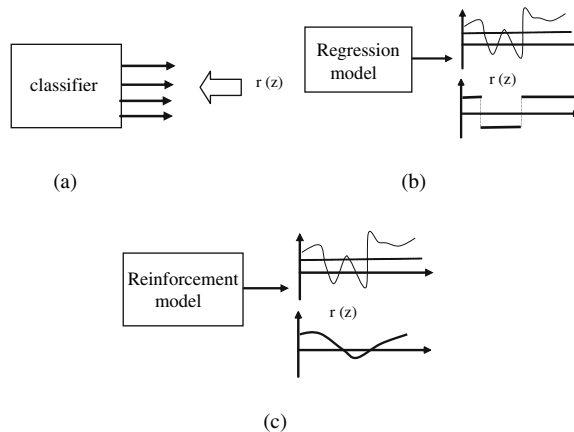 classifier
r (z)
(a)
Regression
model
r (z)
(b)
Reinforcement
model
r (z)
(c)